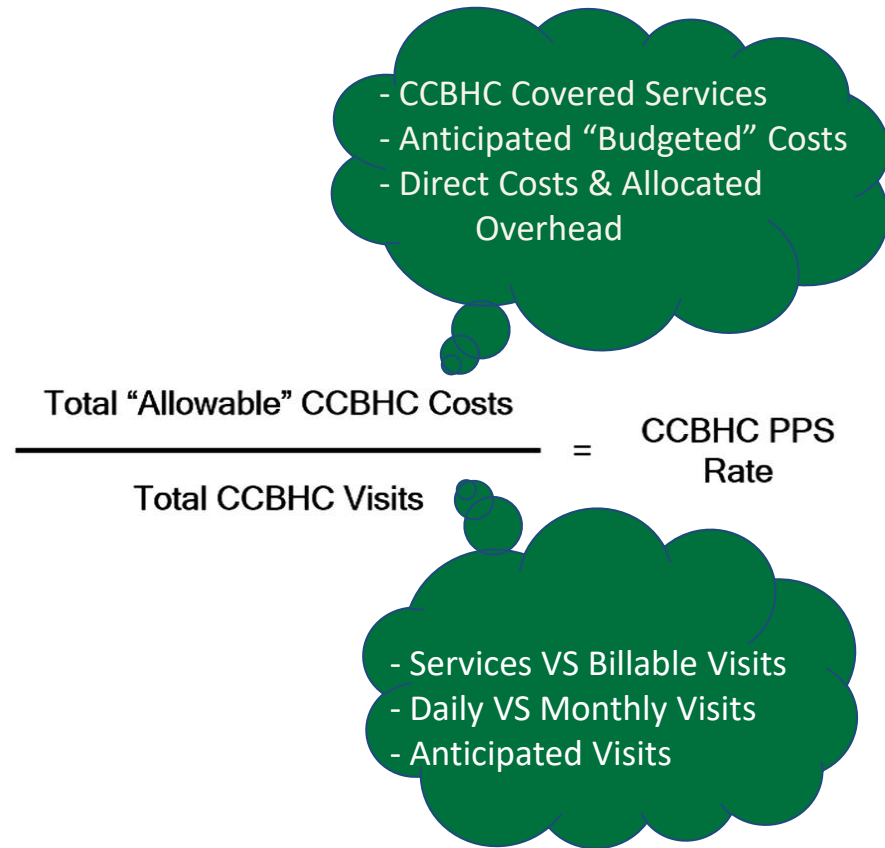 - CCBHC Covered Services
- Anticipated “Budgeted” Costs
- Direct Costs & Allocated
Overhead
Total “Allowable” CCBHC Costs
Total CCBHC Visits
=
CCBHC PPS
Rate
- Services VS Billable Visits
- Daily VS Monthly Visits
- Anticipated Visits